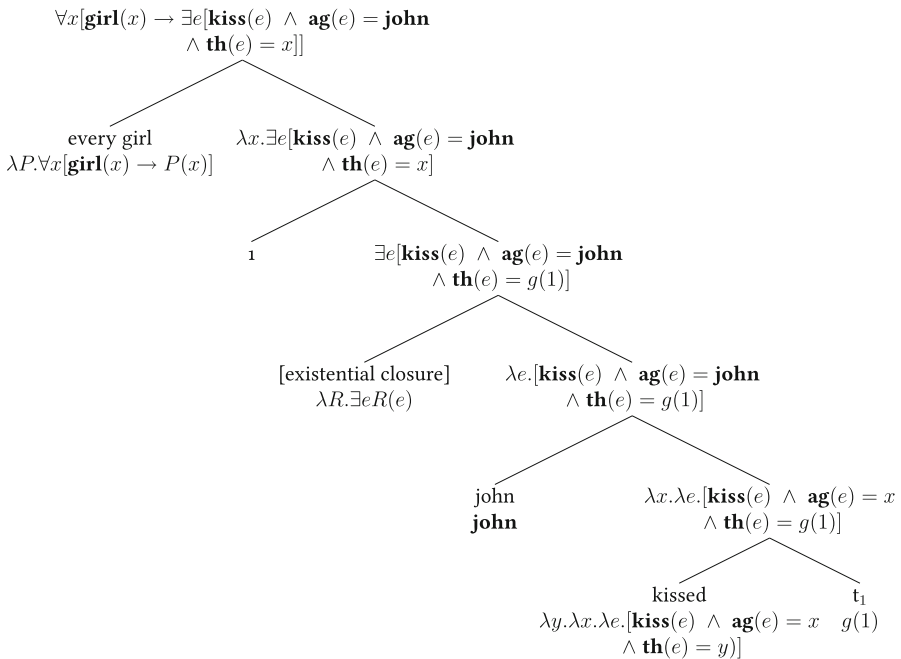 ∀x[girl(x) → ∃e[kiss(e) ∧ ag(e) = john
∧ th(e) = x]]
every girl
λP.∀x[girl(x) → P(x)]
λx.∃e[kiss(e) ∧ ag(e) = john
∧ th(e) = x]
1
∃e[kiss(e) ∧ ag(e) = john
∧ th(e) = g(1)]
[existential closure]
λR.∃eR(e)
λe.[kiss(e) ∧ ag(e) = john
∧ th(e) = g(1)]
john
john
λx.λe.[kiss(e) ∧ ag(e) = x
∧ th(e) = g(1)]
kissed
λy.λx.λe.[kiss(e) ∧ ag(e) = x
∧ th(e) = y)]
t₁
g(1)